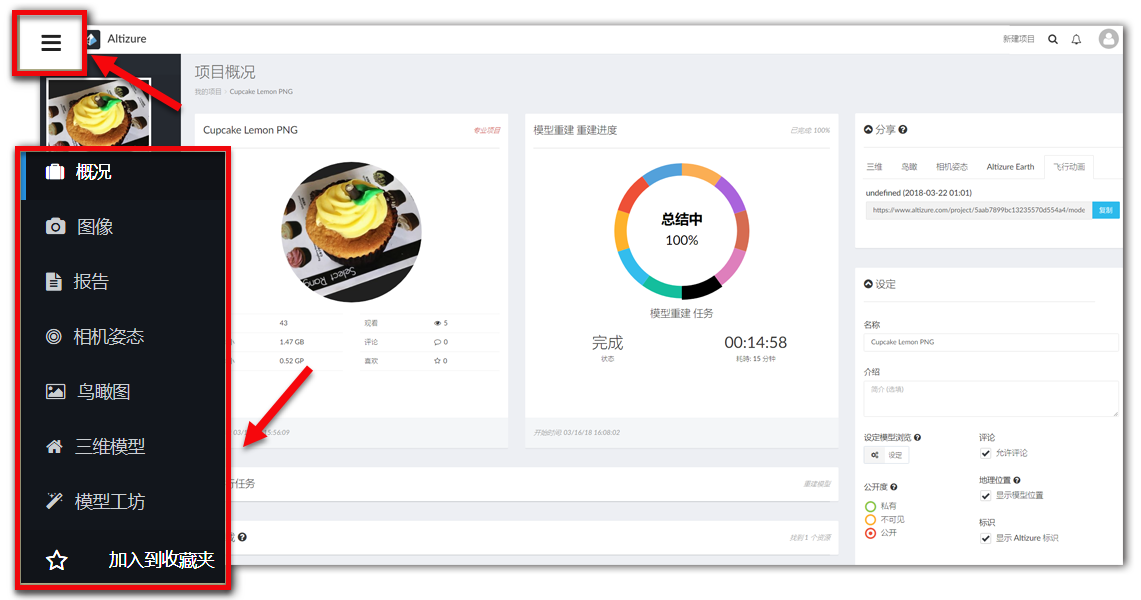 Altizure
新建项目
项目概况
我的项目 › Cupcake Lemon PNG
概况
图像
报告
相机姿态
鸟瞰图
三维模型
模型工坊
加入到收藏夹
Cupcake Lemon PNG
专业项目
Select Rang
43
观看
5
1.47 GB
评论
0
0.52 GP
喜欢
0
03/16/18 15:56:09
模型重建 重建进度
已完成: 100%
总结中
100%
模型重建 任务
完成
00:14:58
状态
耗時: 15 分钟
开始时间 03/16/18 16:08:02
行任务
重建模型
找到 1 个资源
分享
三维
鸟瞰
相机姿态
Altizure Earth
飞行动画
undefined (2018-03-22 01:01)
https://www.altizure.com/project/5aab7899bc13235570d554a4/mode
复制
设定
名称
Cupcake Lemon PNG
介绍
简介 (选填)
设定模型浏览
评论
设定
允许评论
公开度
地理位置
私有
显示模型位置
不可见
公开
标识
显示 Altizure 标识